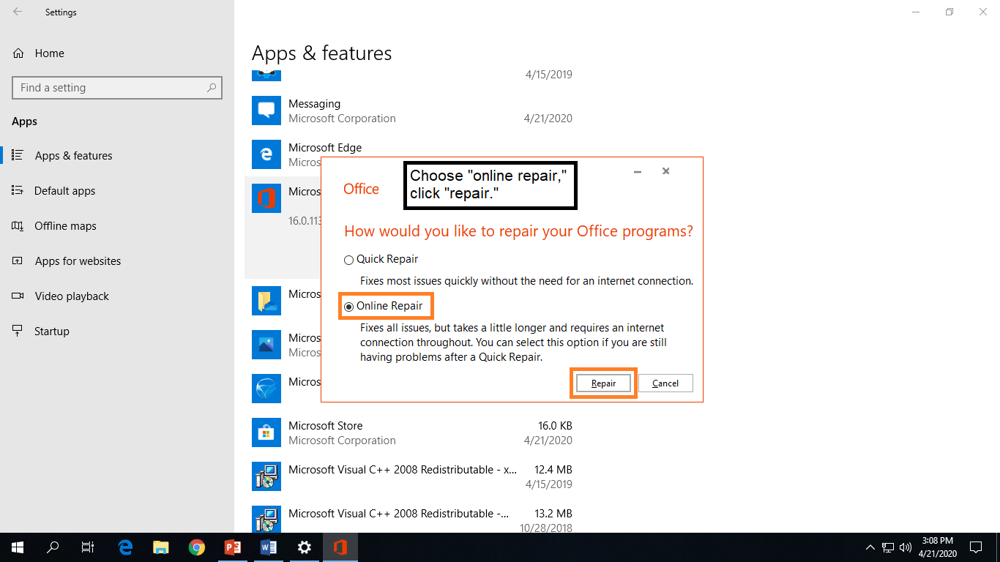 Settings
Home
Find a setting
Apps
Apps & features
Default apps
Offline maps
Apps for websites
Video playback
Startup
Apps & features
4/15/2019
Messaging
Microsoft Corporation 4/21/2020
Microsoft Edge
Micros
Micros
16.0.113
Micros
Micros
Micros
Micros
Microsoft Store 16.0 KB
Microsoft Corporation 4/21/2020
Microsoft Visual C++ 2008 Redistributable - x... 12.4 MB
4/15/2019
Microsoft Visual C++ 2008 Redistributable -... 13.2 MB
10/28/2018
Office
Choose "online repair,"
click "repair."
How would you like to repair your Office programs?
Quick Repair
Fixes most issues quickly without the need for an internet connection.
Online Repair
Fixes all issues, but takes a little longer and requires an internet
connection throughout. You can select this option if you are still
having problems after a Quick Repair.
Repair Cancel
3:08 PM
4/21/2020